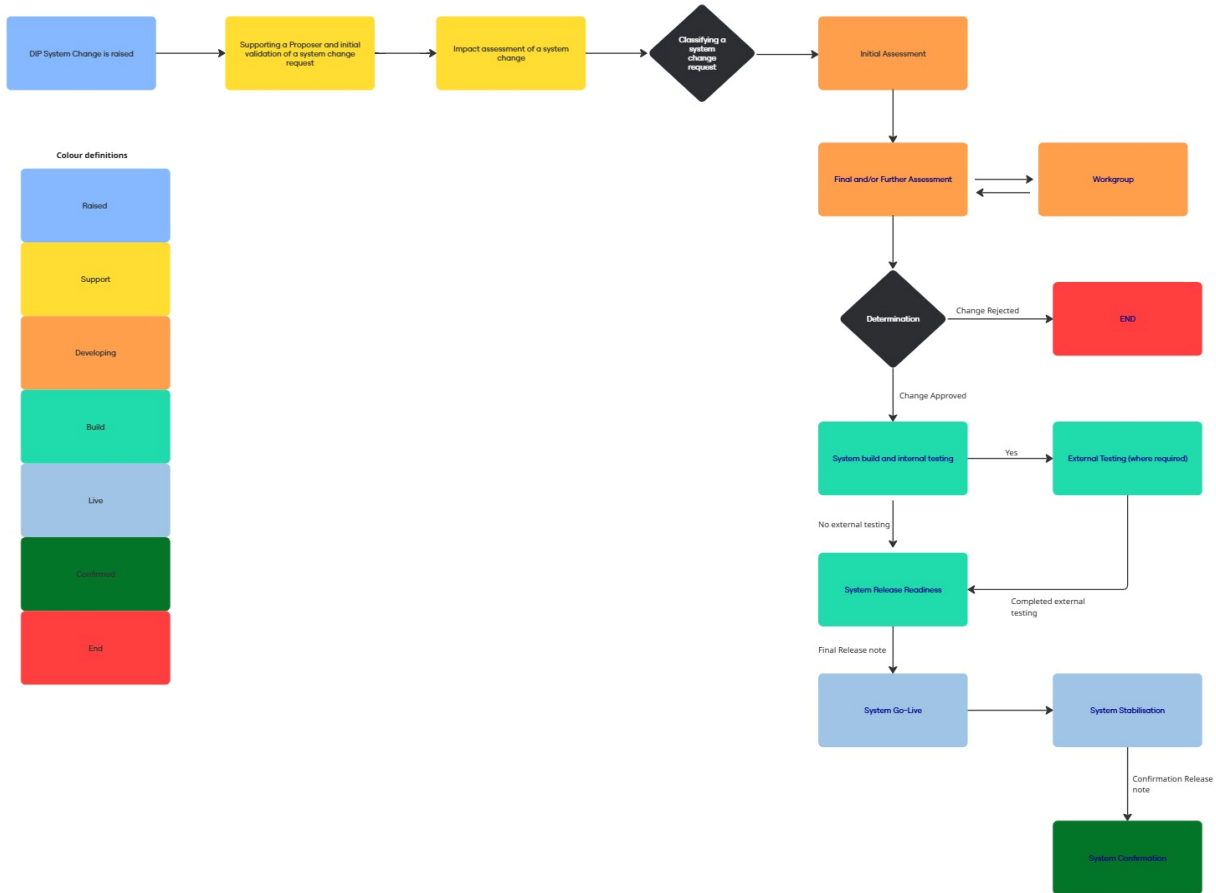 DIP System Change is raised
Supporting a Proposer and initial
validation of a system change
request
Impact assessment of a system
change
Classifying a
system
change
request
Initial Assessment
Colour definitions
Raised
Support
Developing
Build
Live
Confirmed
End
Final and/or Further Assessment
Workgroup
Determination
Change Rejected
END
Change Approved
System build and internal testing
Yes
External Testing (where required)
No external testing
System Release Readiness
Completed external
testing
Final Release note
System Go-Live
System Stabilisation
Confirmation Release
note
System Confirmation